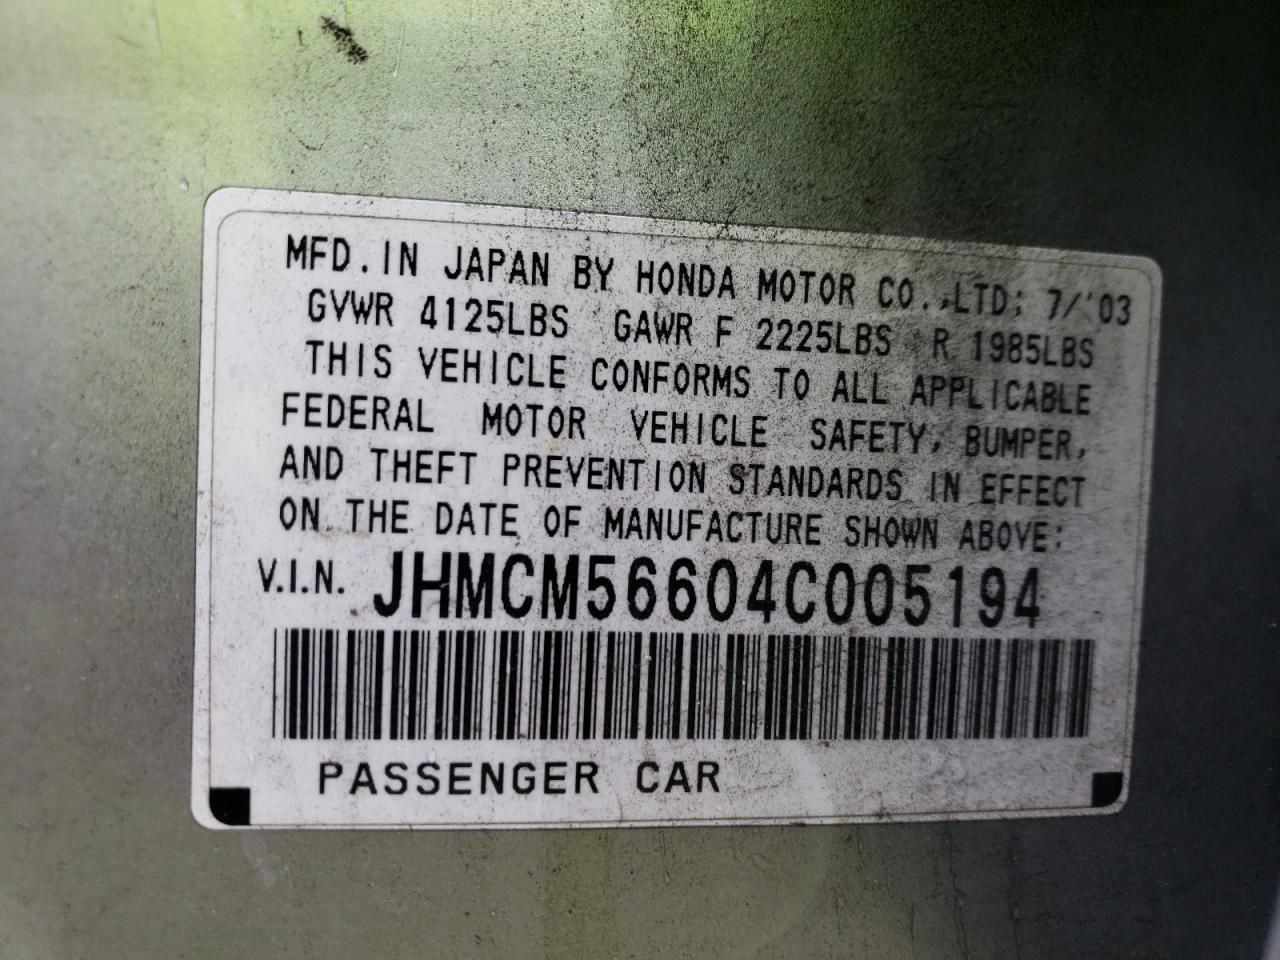 MFD. IN JAPAN BY HONDA MOTOR CO.,LTD; 7/'03
GVWR 4125LBS GAWR F 2225LBS R 1985LBS
THIS VEHICLE CONFORMS TO ALL APPLICABLE
FEDERAL MOTOR VEHICLE SAFETY, BUMPER,
AND THEFT PREVENTION STANDARDS IN EFFECT
ON THE DATE OF MANUFACTURE SHOWN ABOVE:
V.I.N. JHMCM56604C005194
PASSENGER CAR